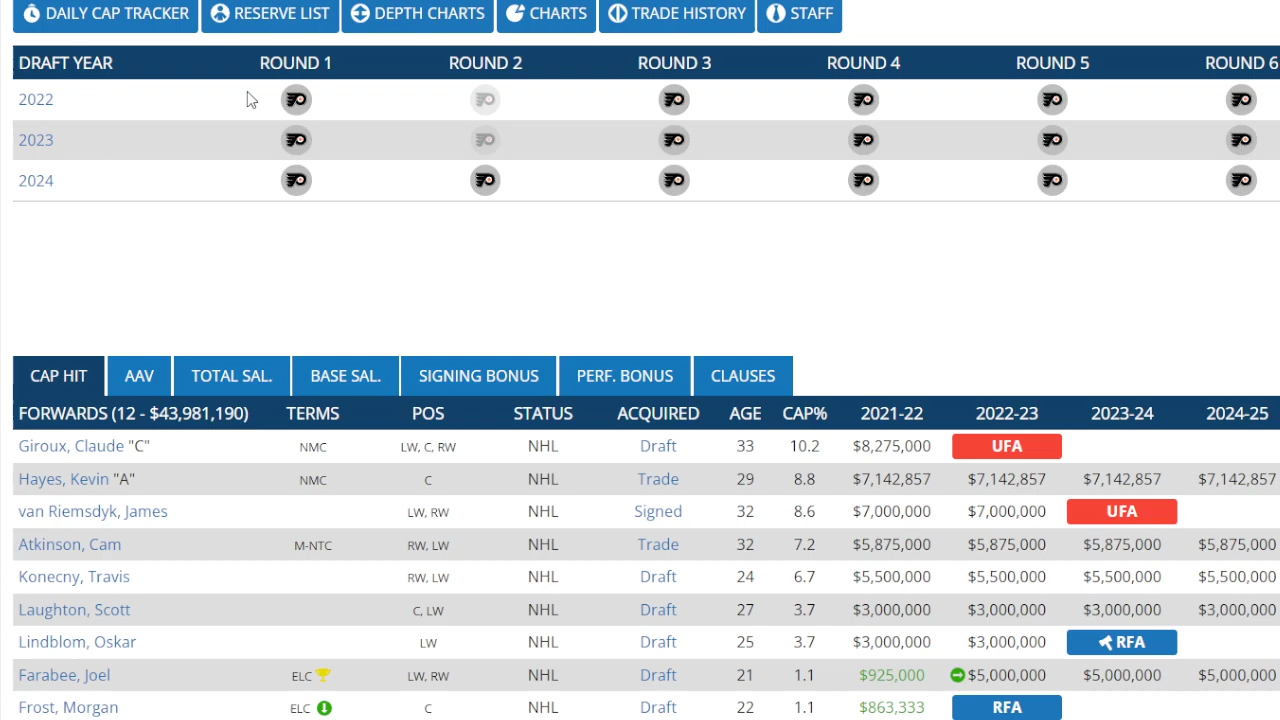 DAILY CAP TRACKER RESERVE LIST DEPTH CHARTS CHARTS TRADE HISTORY STAFF
DRAFT YEAR ROUND 1 ROUND 2 ROUND 3 ROUND 4 ROUND 5 ROUND 6
2022
2023
2024
CAP HIT AAV TOTAL SAL. BASE SAL. SIGNING BONUS PERF. BONUS CLAUSES
FORWARDS (12 - $43,981,190) TERMS POS STATUS ACQUIRED AGE CAP% 2021-22 2022-23 2023-24 2024-25
Giroux, Claude "C" NMC LW, C, RW NHL Draft 33 10.2 $8,275,000 UFA
Hayes, Kevin "A" NMC C NHL Trade 29 8.8 $7,142,857 $7,142,857 $7,142,857 $7,142,857
van Riemsdyk, James LW, RW NHL Signed 32 8.6 $7,000,000 $7,000,000 UFA
Atkinson, Cam M-NTC RW, LW NHL Trade 32 7.2 $5,875,000 $5,875,000 $5,875,000 $5,875,000
Konecny, Travis RW, LW NHL Draft 24 6.7 $5,500,000 $5,500,000 $5,500,000 $5,500,000
Laughton, Scott C, LW NHL Draft 27 3.7 $3,000,000 $3,000,000 $3,000,000 $3,000,000
Lindblom, Oskar LW NHL Draft 25 3.7 $3,000,000 $3,000,000 RFA
Farabee, Joel ELC LW, RW NHL Draft 21 1.1 $925,000 $5,000,000 $5,000,000 $5,000,000
Frost, Morgan ELC C NHL Draft 22 1.1 $863,333 RFA